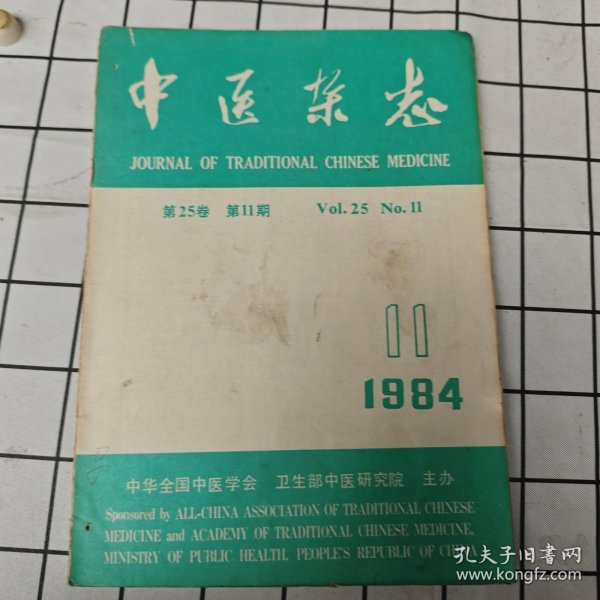 中医杂志
JOURNAL OF TRADITIONAL CHINESE MEDICINE
第25卷 第11期 Vol. 25 No. 11
11
1984
中华全国中医学会 卫生部中医研究院 主办
Sponsored by ALL-CHINA ASSOCIATION OF TRADITIONAL CHINESE
MEDICINE and ACADEMY OF TRADITIONAL CHINESE MEDICINE,
MINISTRY OF PUBLIC HEALTH, PEOPLE'S REPUBLIC OF
孔夫子旧书网
www.kongfz.com